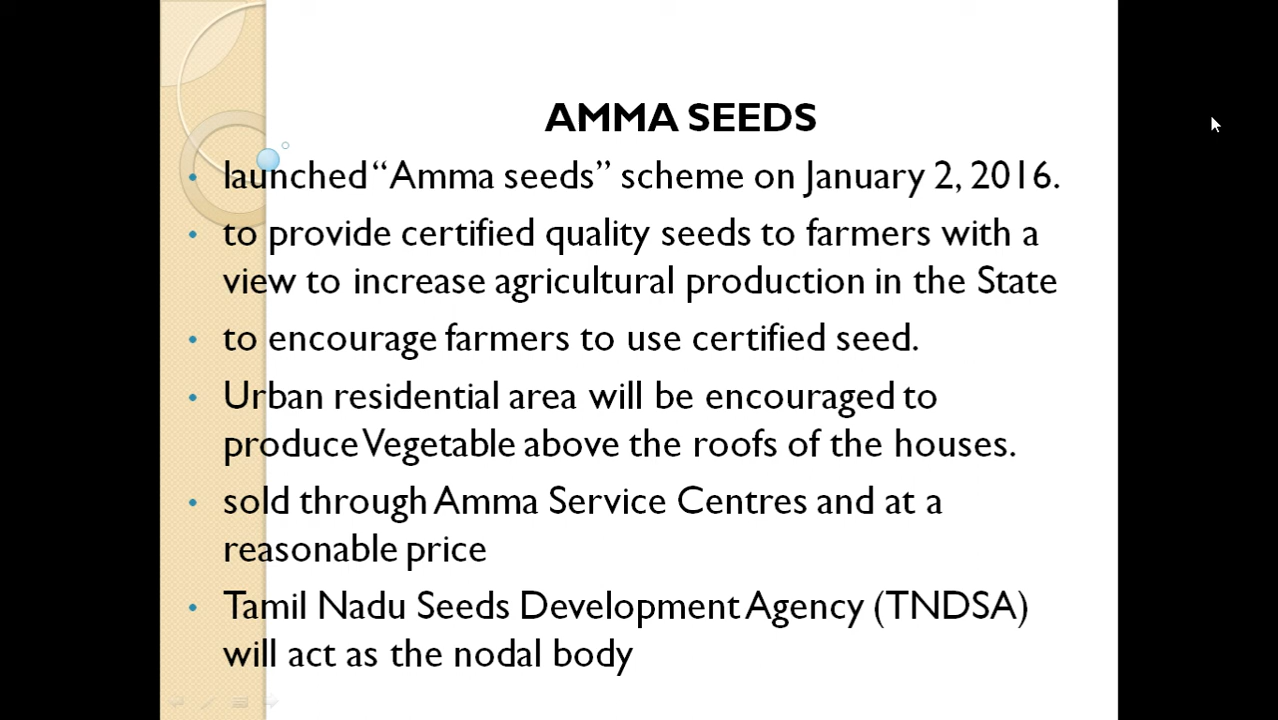 AMMA SEEDS
• launched “Amma seeds” scheme on January 2, 2016.
• to provide certified quality seeds to farmers with a
view to increase agricultural production in the State
• to encourage farmers to use certified seed.
• Urban residential area will be encouraged to
produce Vegetable above the roofs of the houses.
• sold through Amma Service Centres and at a
reasonable price
• Tamil Nadu Seeds Development Agency (TNDSA)
will act as the nodal body